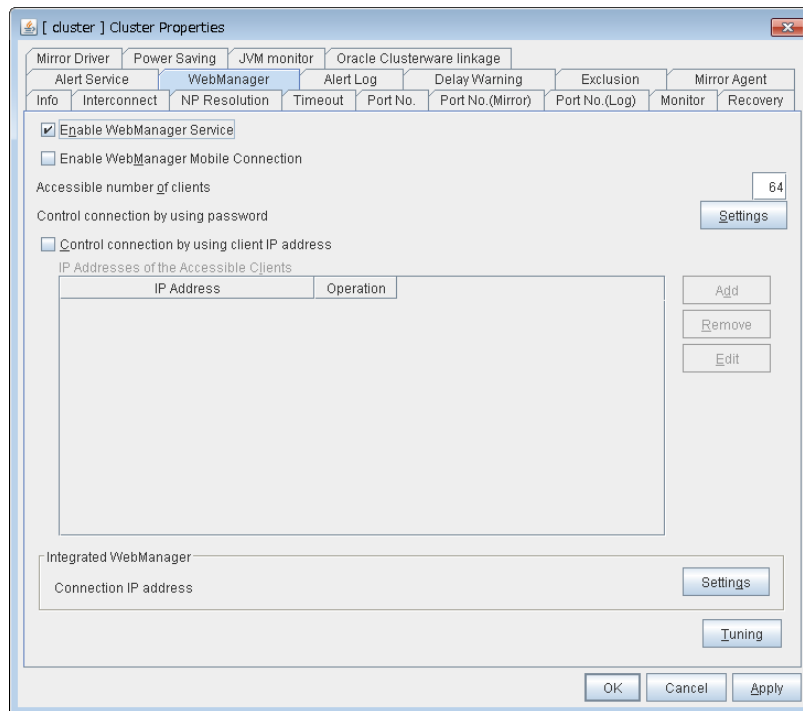 [ cluster ] Cluster Properties
Mirror Driver Power Saving JVM monitor Oracle Clusterware linkage
Alert Service WebManager Alert Log Delay Warning Exclusion Mirror Agent
Info Interconnect NP Resolution Timeout Port No. Port No.(Mirror) Port No.(Log) Monitor Recovery
Enable WebManager Service
Enable WebManager Mobile Connection
Accessible number of clients 64
Control connection by using password Settings
Control connection by using client IP address
IP Addresses of the Accessible Clients
IP Address Operation Add
Remove
Edit
Integrated WebManager
Connection IP address Settings
Tuning
OK Cancel Apply